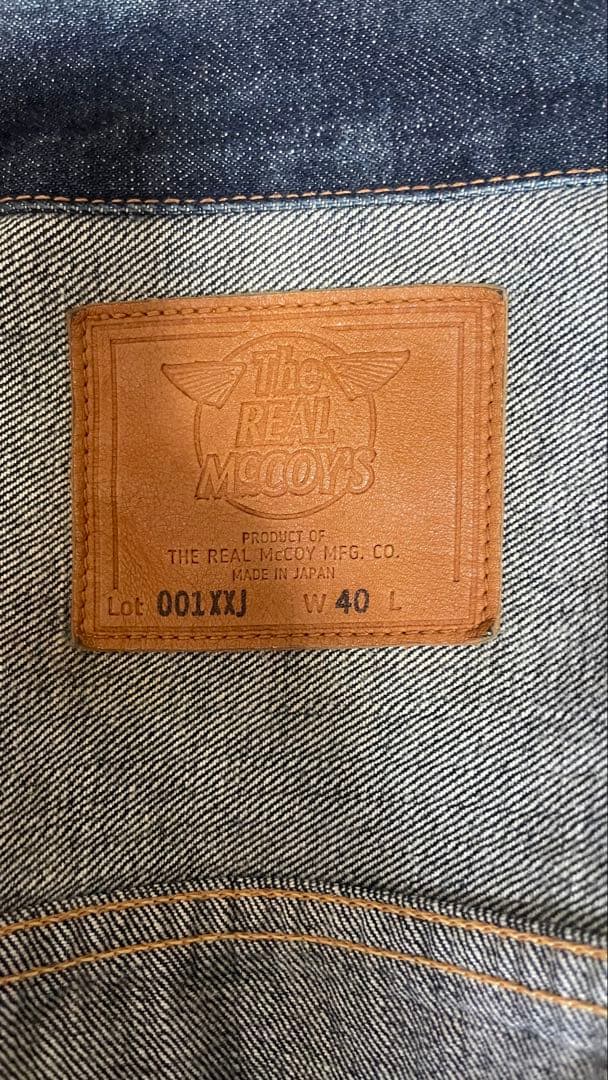 The
REAL
McCOY'S
PRODUCT OF
THE REAL McCOY MFG. CO.
MADE IN JAPAN
Lot 001XXJ W 40 L